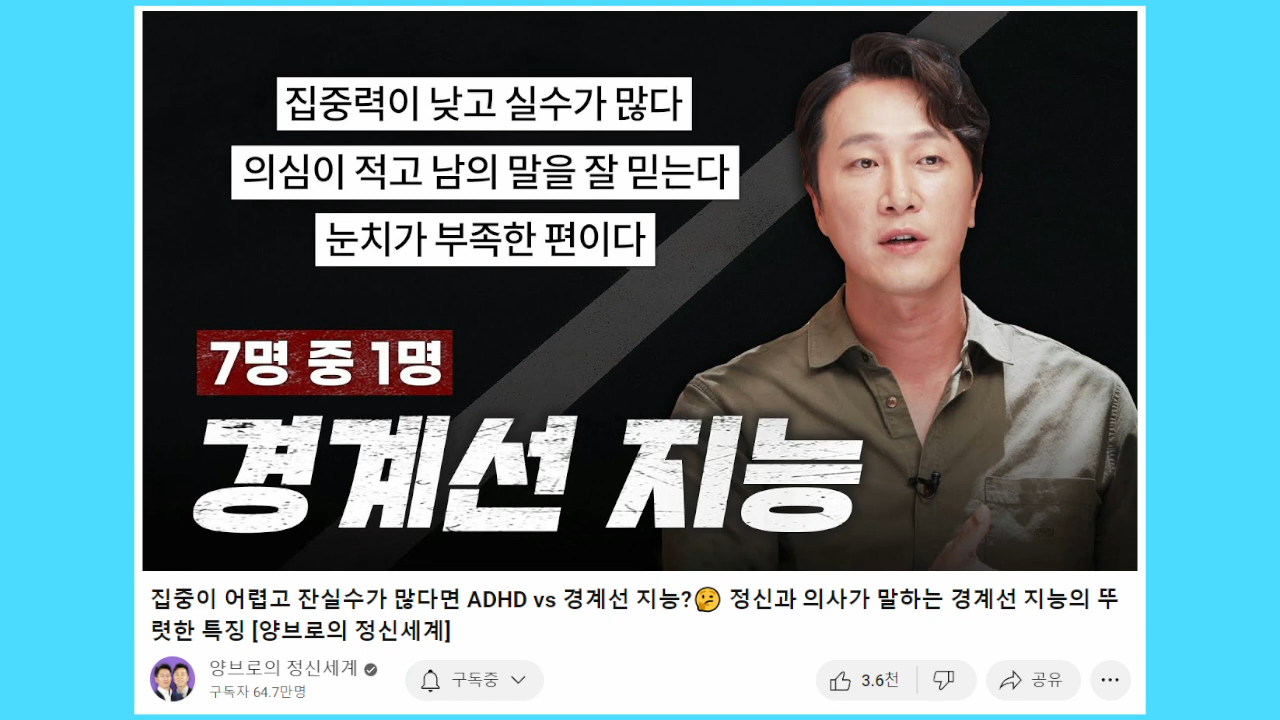 집중력이 낮고 실수가 많다
의심이 적고 남의 말을 잘 믿는다
눈치가 부족한 편이다
7명 중 1명
경계선 지능
집중이 어렵고 잔실수가 많다면 ADHD vs 경계선 지능?🤔 정신과 의사가 말하는 경계선 지능의 뚜
렷한 특징 [양브로의 정신세계]
양브로의 정신세계
구독자 64.7만명
구독중
3.6천
공유